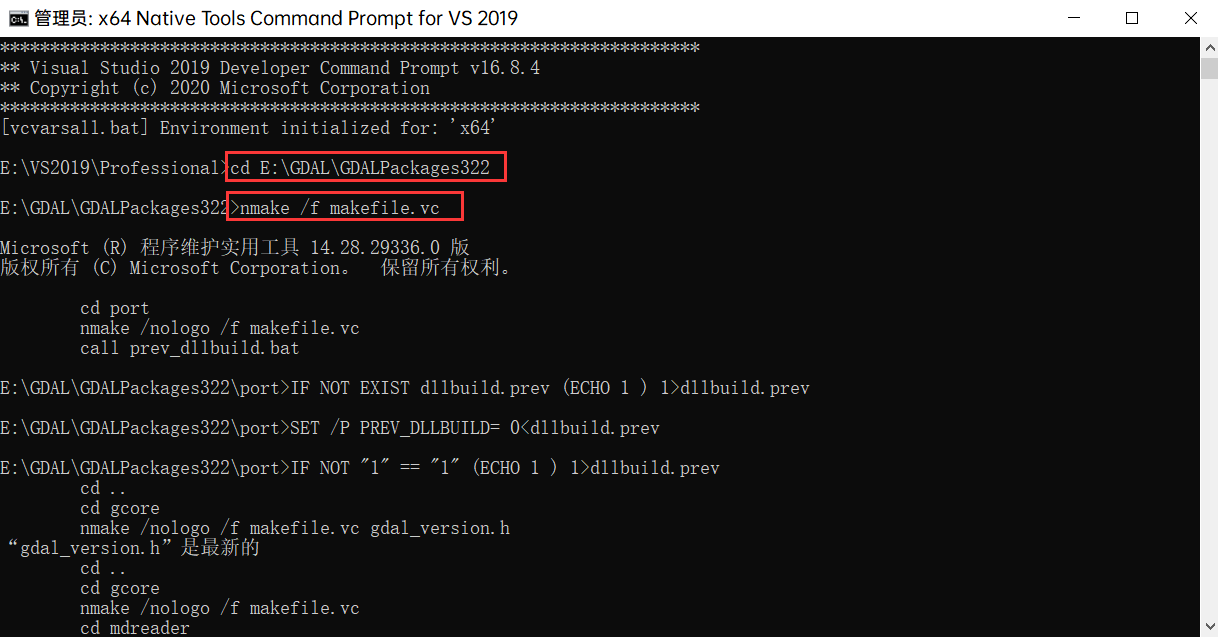 管理员: x64 Native Tools Command Prompt for VS 2019
**********************************************************************
** Visual Studio 2019 Developer Command Prompt v16.8.4
** Copyright (c) 2020 Microsoft Corporation
**********************************************************************
[vcvarsall.bat] Environment initialized for: 'x64'
E:\VS2019\Professional>cd E:\GDAL\GDALPackages322
E:\GDAL\GDALPackages322>nmake /f makefile.vc
Microsoft (R) 程序维护实用工具 14.28.29336.0 版
版权所有 (C) Microsoft Corporation。  保留所有权利。
cd port
nmake /nologo /f makefile.vc
call prev_dllbuild.bat
E:\GDAL\GDALPackages322\port>IF NOT EXIST dllbuild.prev (ECHO 1 ) 1>dllbuild.prev
E:\GDAL\GDALPackages322\port>SET /P PREV_DLLBUILD= 0<dllbuild.prev
E:\GDAL\GDALPackages322\port>IF NOT "1" == "1" (ECHO 1 ) 1>dllbuild.prev
cd ..
cd gcore
nmake /nologo /f makefile.vc gdal_version.h
“gdal_version.h”是最新的
cd ..
cd gcore
nmake /nologo /f makefile.vc
cd mdreader